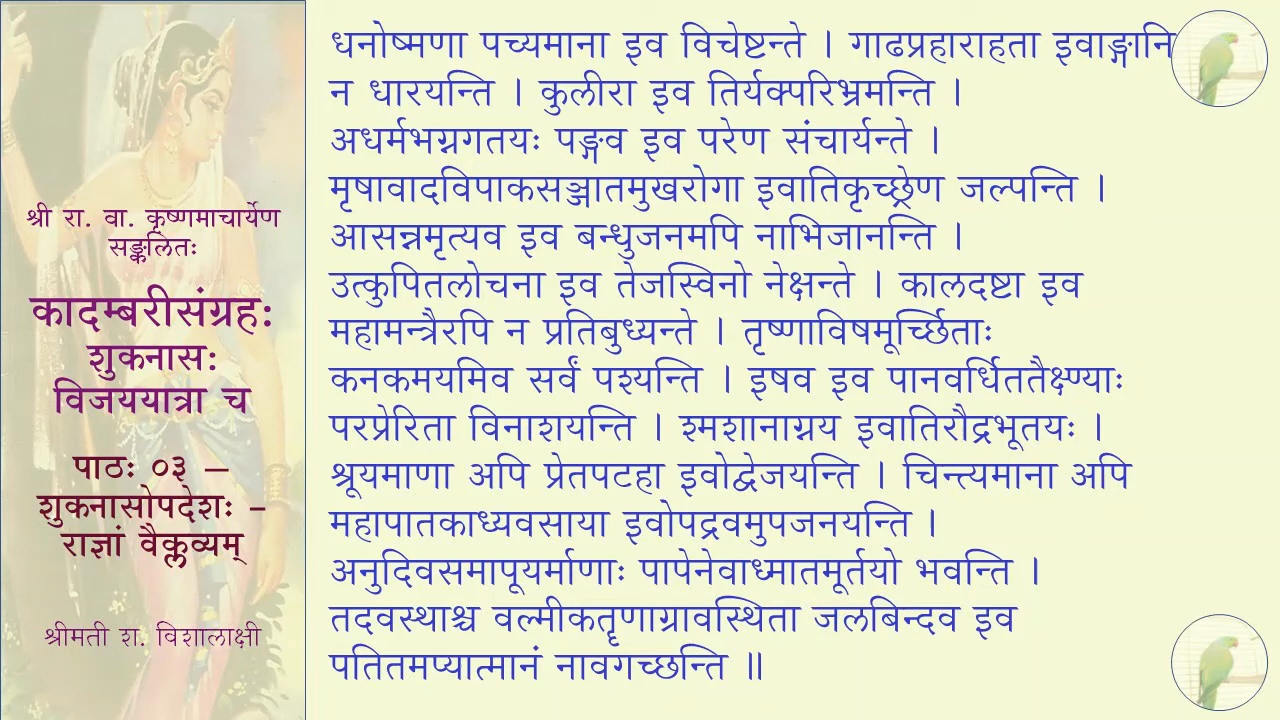 श्री रा. वा. कृष्णमाचार्येण
सङ्कलितः
कादम्बरीसंग्रहः
शुकनासः
विजययात्रा च
पाठः ०३ –
शुकनासोपदेशः –
राज्ञां वैक्लव्यम्
श्रीमती श. विशालाक्षी
धनोष्मणा पच्यमाना इव विचेष्टन्ते । गाढप्रहाराहता इवाङ्गानि
न धारयन्ति । कुलीरा इव तिर्यक्परिभ्रमन्ति ।
अधर्मभग्नगतयः पङ्गव इव परेण संचार्यन्ते ।
मृषावादविपाकसञ्जातमुखरोगा इवातिकृच्छ्रेण जल्पन्ति ।
आसन्नमृत्यव इव बन्धुजनमपि नाभिजानन्ति ।
उत्कुपितलोचना इव तेजस्विनो नेक्षन्ते । कालदष्टा इव
महामन्त्रैरपि न प्रतिबुध्यन्ते । तृष्णाविषमूर्च्छिताः
कनकमयमिव सर्वं पश्यन्ति । इषव इव पानवर्धिततैक्ष्ण्याः
परप्रेरिता विनाशयन्ति । श्मशानाग्नय इवातिरौद्रभूतयः ।
श्रूयमाणा अपि प्रेतपटहा इवोद्वेजयन्ति । चिन्त्यमाना अपि
महापातकाध्यवसाया इवोपद्रवमुपजनयन्ति ।
अनुदिवसमापूयर्माणाः पापेनेवाध्मातमूर्तयो भवन्ति ।
तदवस्थाश्च वल्मीकतृणाग्रावस्थिता जलबिन्दव इव
पतितमप्यात्मानं नावगच्छन्ति ॥